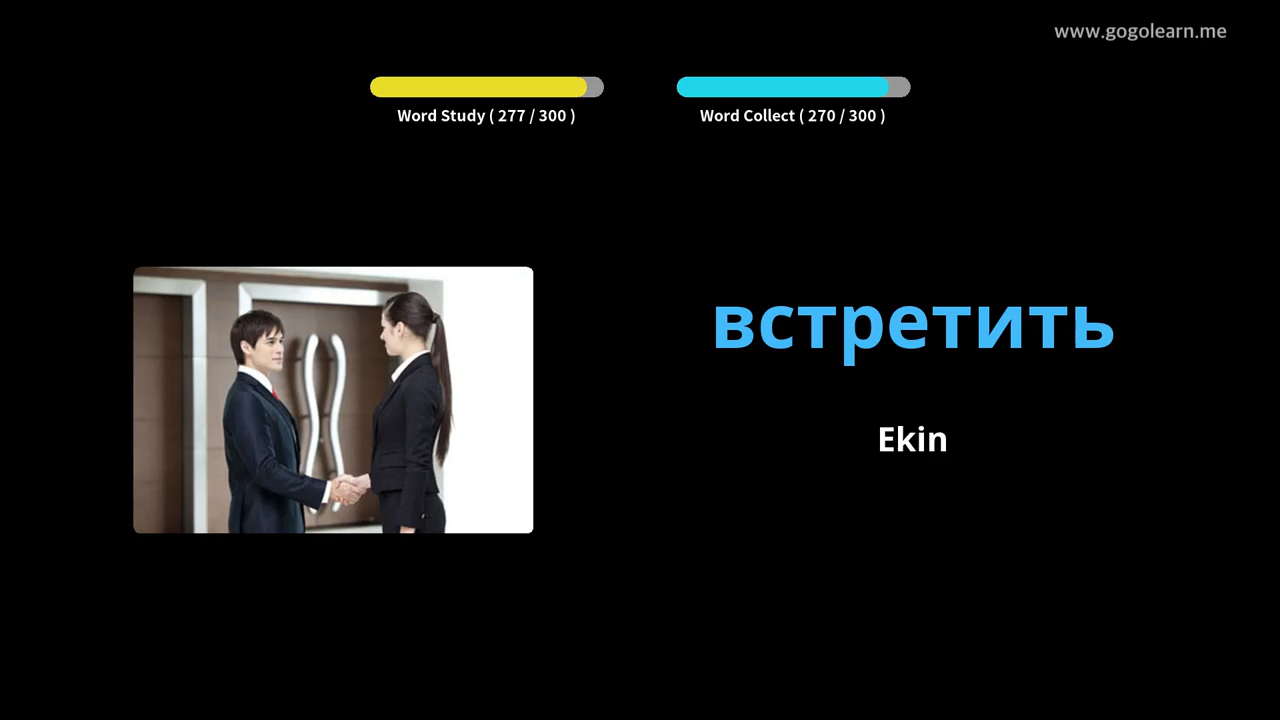 www.gogolearn.me
Word Study ( 277 / 300 )
Word Collect ( 270 / 300 )
встретить
Ekin